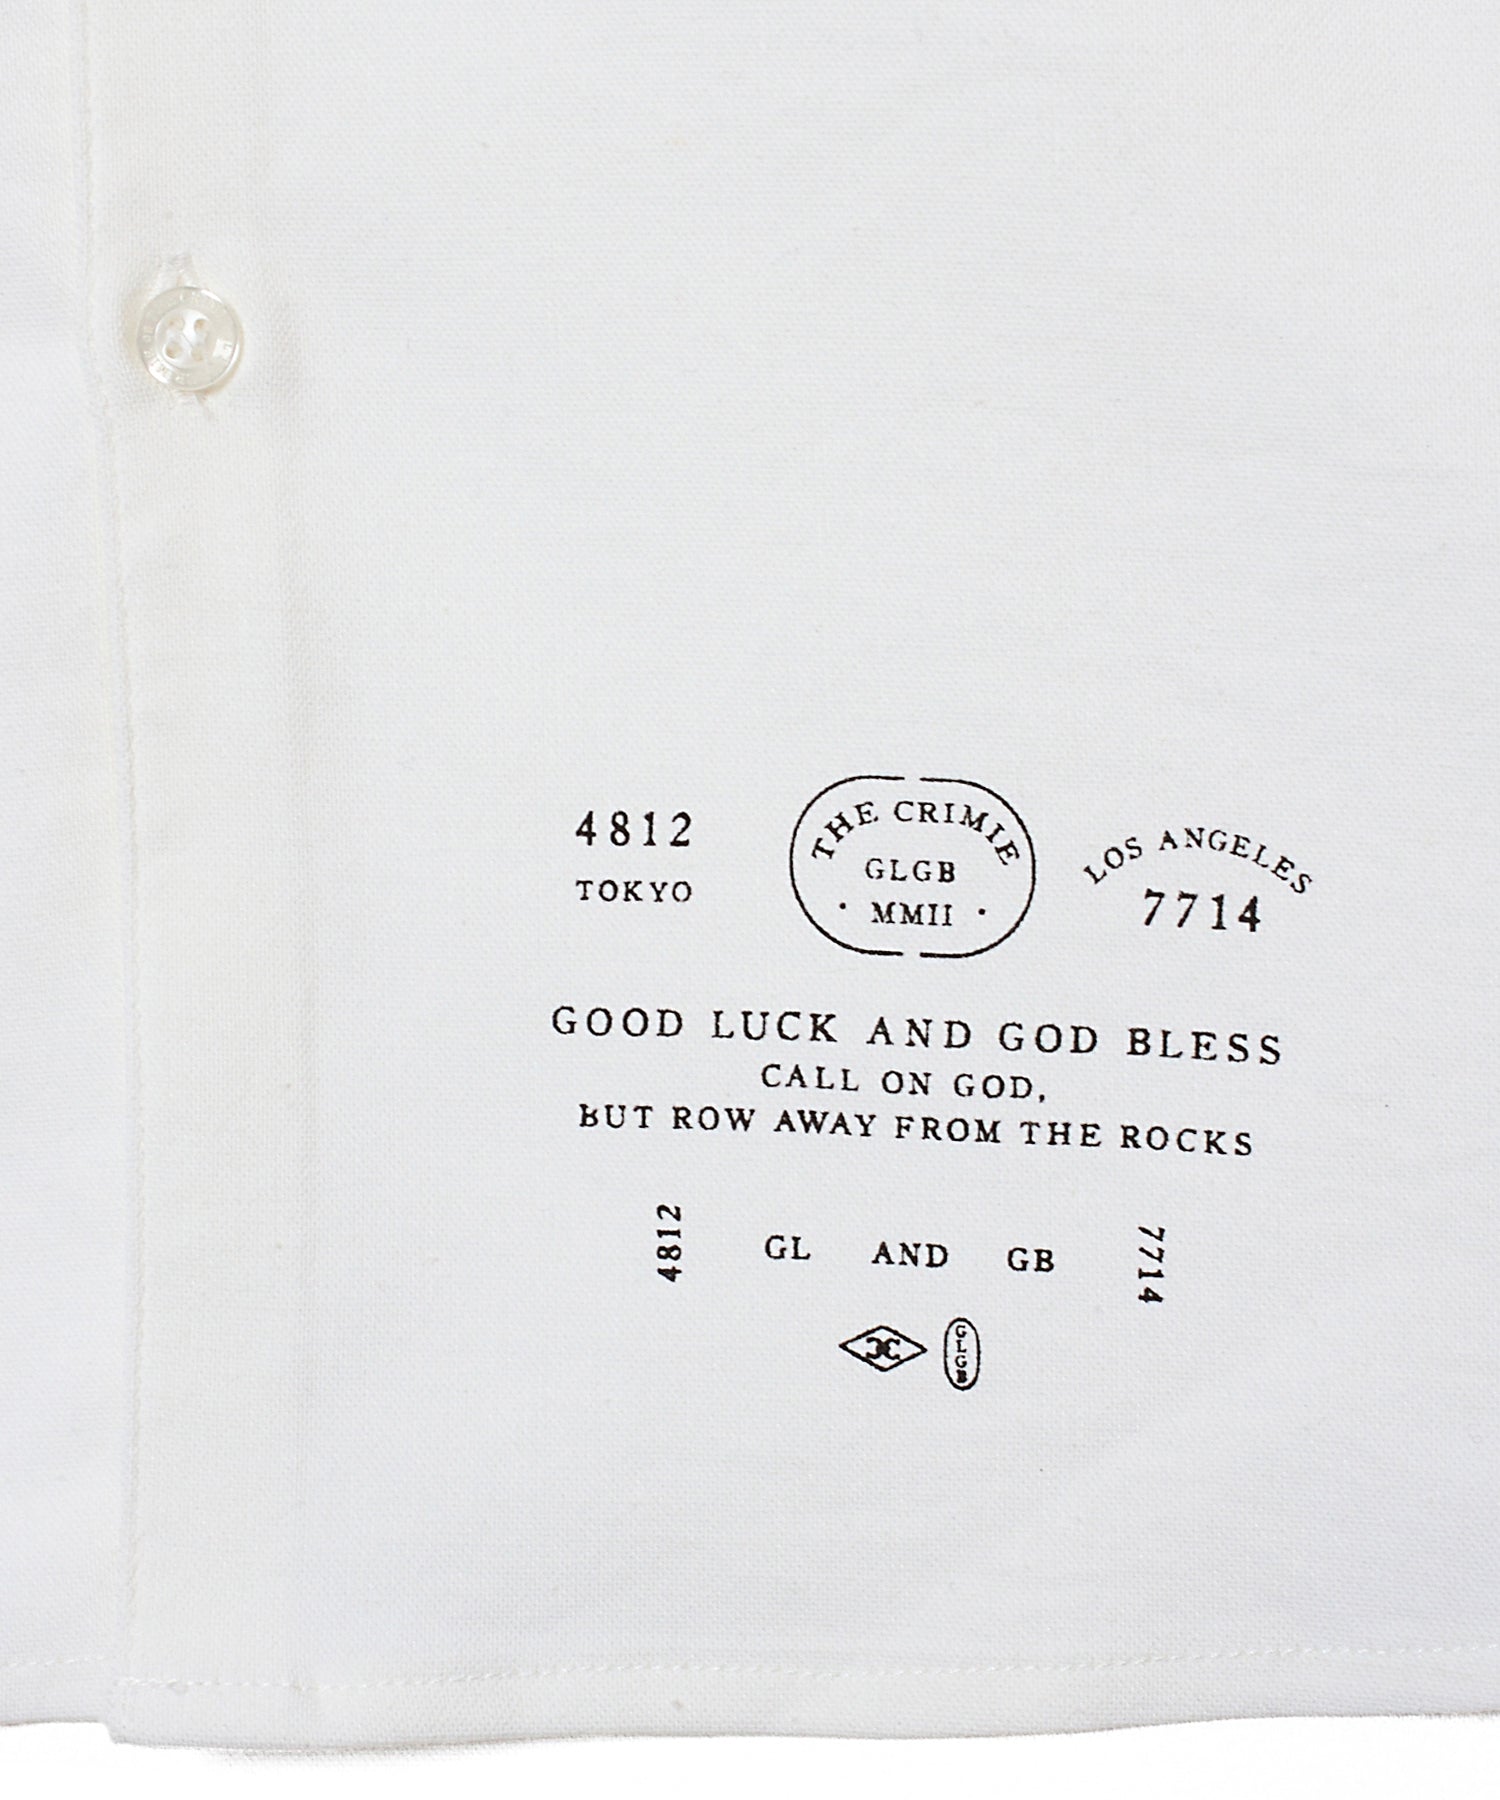 4812
TOKYO
THE CRIMIE
GLGB
· MMII ·
LOS ANGELES
7714
GOOD LUCK AND GOD BLESS
CALL ON GOD,
BUT ROW AWAY FROM THE ROCKS
4812
GL AND GB
7714
GLGB